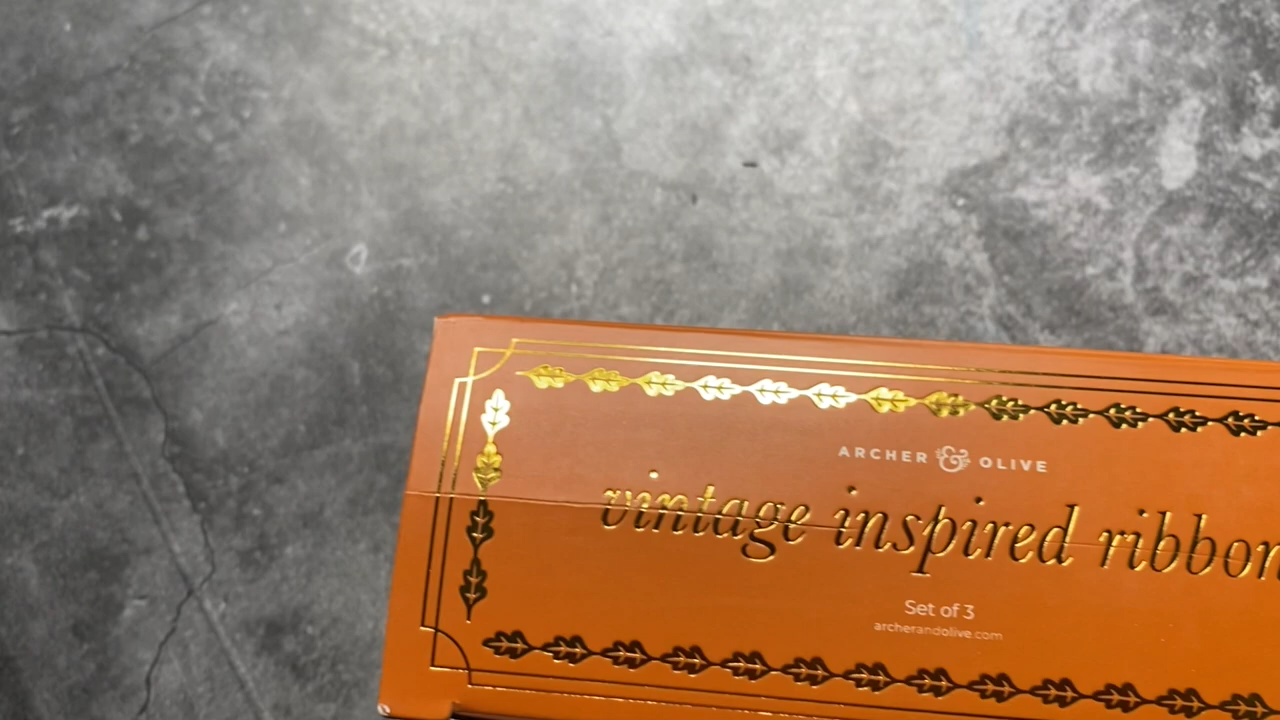 ARCHER & OLIVE
vintage inspired ribbon
Set of 3
archerandolive.com